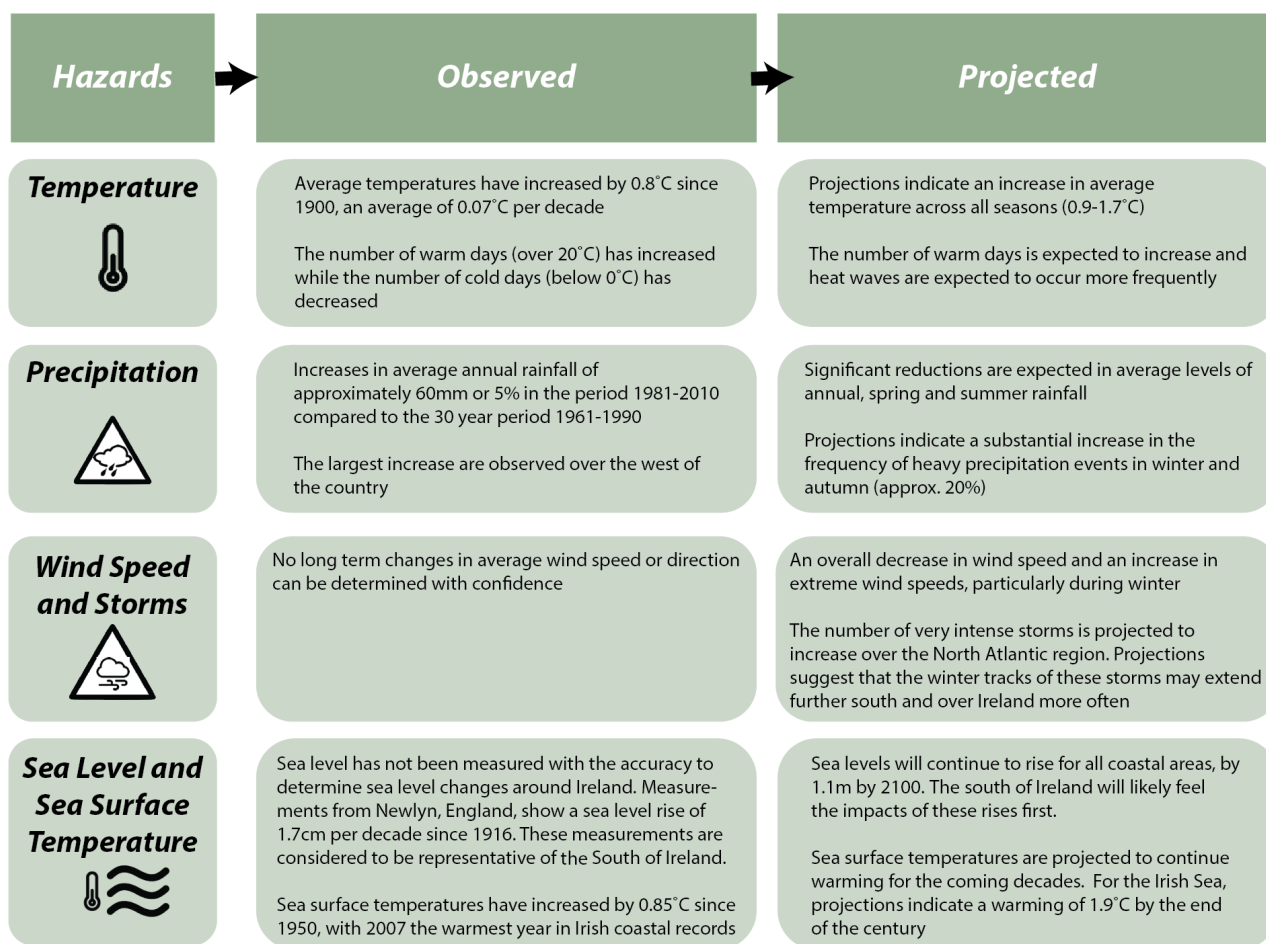 Hazards
Observed
Projected
Temperature
Average temperatures have increased by 0.8˚C since
1900, an average of 0.07˚C per decade
The number of warm days (over 20˚C) has increased
while the number of cold days (below 0˚C) has
decreased
Projections indicate an increase in average
temperature across all seasons (0.9-1.7˚C)
The number of warm days is expected to increase and
heat waves are expected to occur more frequently
Precipitation
Increases in average annual rainfall of
approximately 60mm or 5% in the period 1981-2010
compared to the 30 year period 1961-1990
The largest increase are observed over the west of
the country
Significant reductions are expected in average levels of
annual, spring and summer rainfall
Projections indicate a substantial increase in the
frequency of heavy precipitation events in winter and
autumn (approx. 20%)
Wind Speed
and Storms
No long term changes in average wind speed or direction
can be determined with confidence
An overall decrease in wind speed and an increase in
extreme wind speeds, particularly during winter
The number of very intense storms is projected to
increase over the North Atlantic region. Projections
suggest that the winter tracks of these storms may extend
further south and over Ireland more often
Sea Level and
Sea Surface
Temperature
Sea level has not been measured with the accuracy to
determine sea level changes around Ireland. Measure-
ments from Newlyn, England, show a sea level rise of
1.7cm per decade since 1916. These measurements are
considered to be representative of the South of Ireland.
Sea surface temperatures have increased by 0.85˚C since
1950, with 2007 the warmest year in Irish coastal records
Sea levels will continue to rise for all coastal areas, by
1.1m by 2100. The south of Ireland will likely feel
the impacts of these rises first.
Sea surface temperatures are projected to continue
warming for the coming decades. For the Irish Sea,
projections indicate a warming of 1.9˚C by the end
of the century